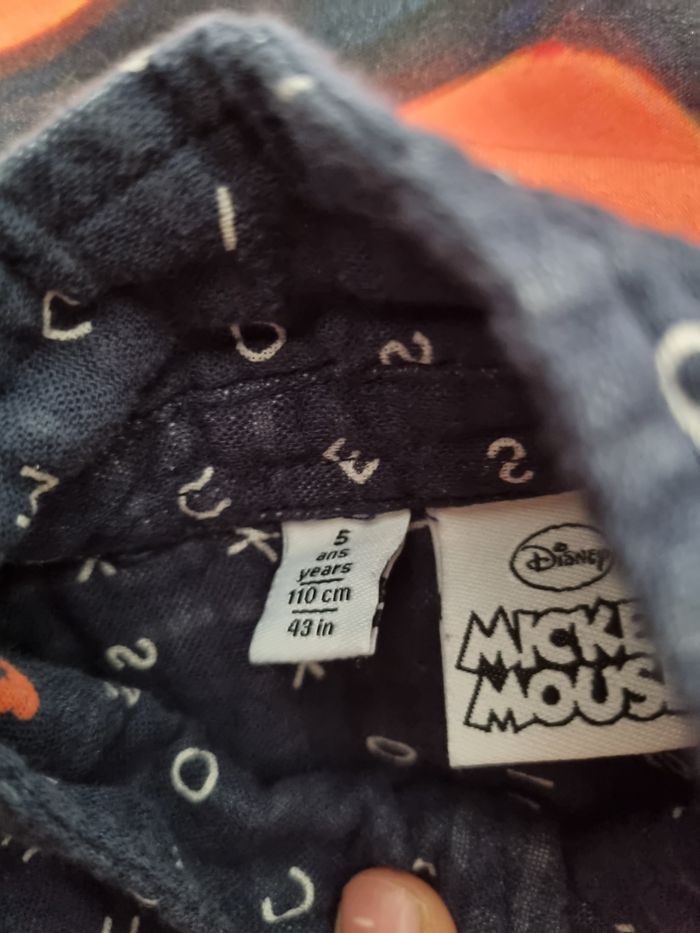 5
ans
years
110 cm
43 in
Disney
MICKEY
MOUSE